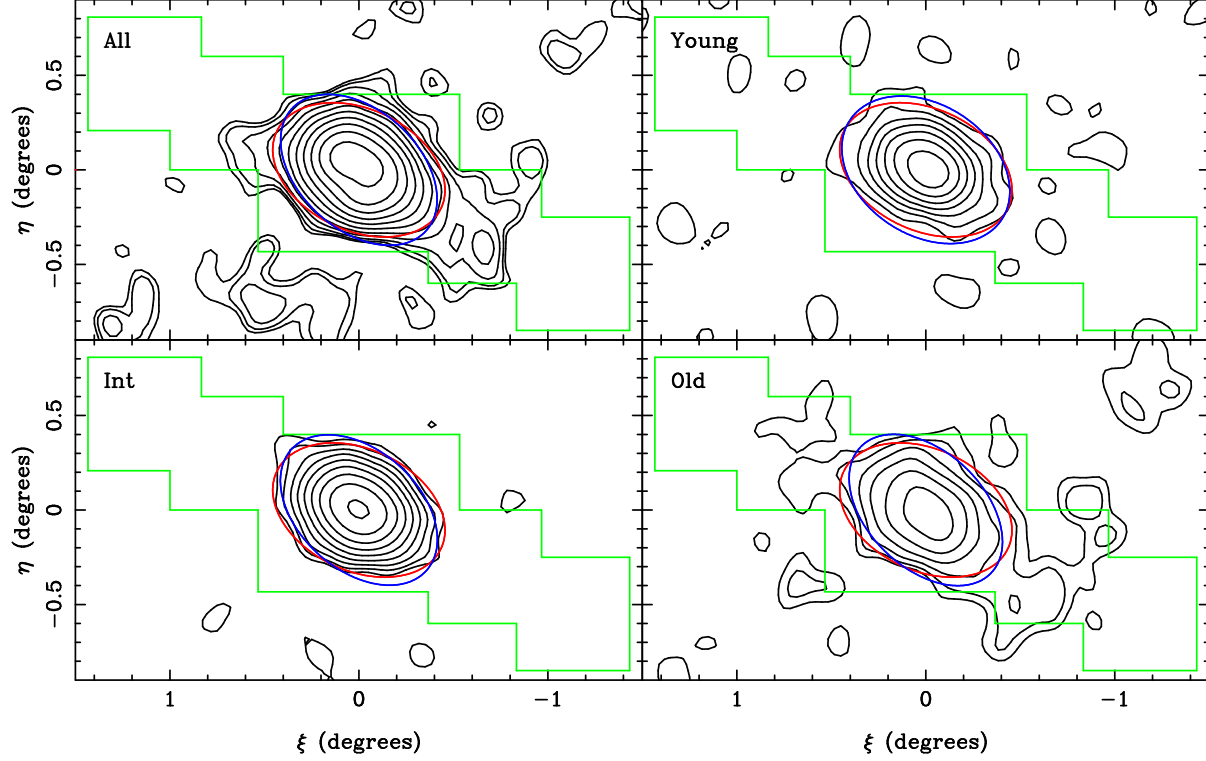 All
Young
η (degrees)
0.5
0
−0.5
Int
Old
η (degrees)
0.5
0
−0.5
1
0
−1
1
0
−1
ξ (degrees)
ξ (degrees)